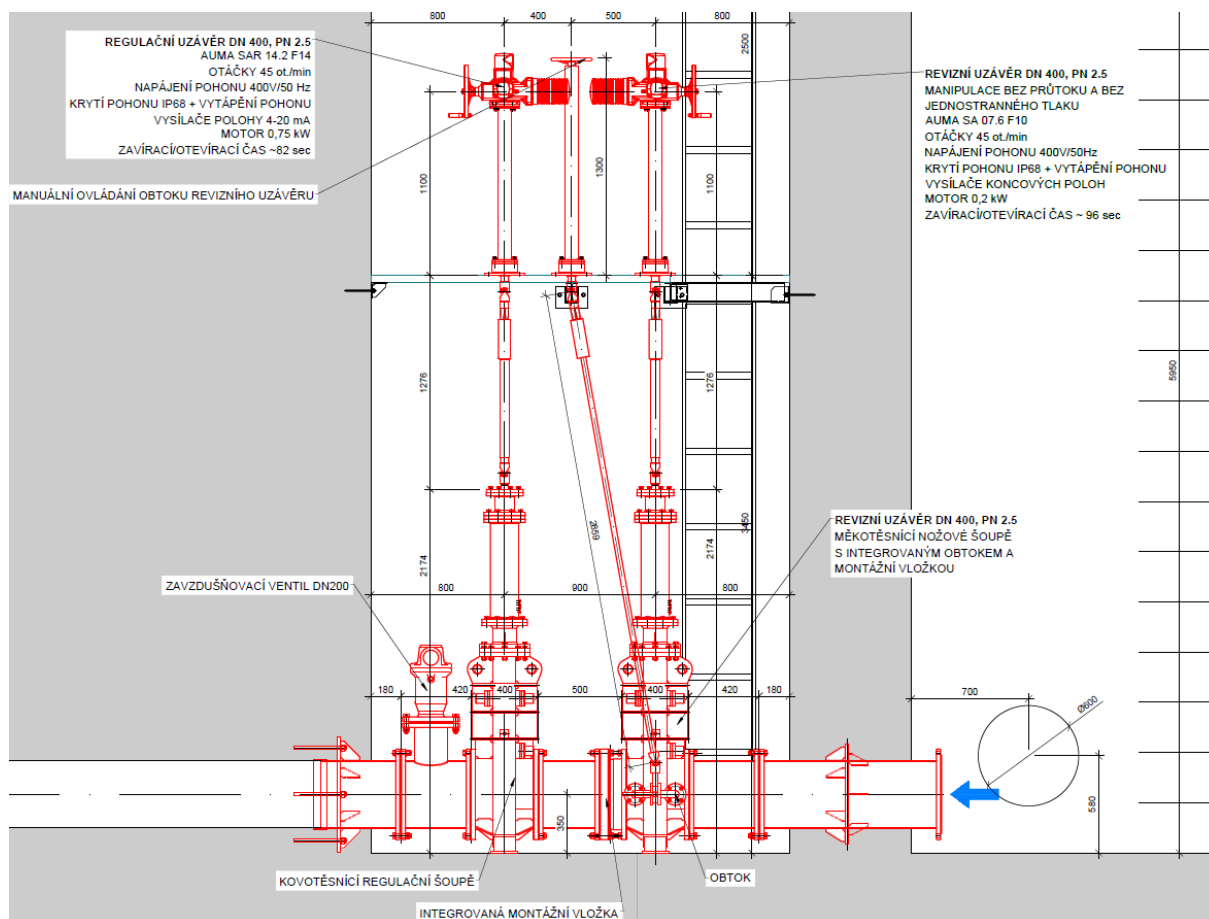 800
400
500
800
REGULAČNÍ UZÁVĚR DN 400, PN 2.5
AUMA SAR 14.2 F14
OTÁČKY 45 ot./min
NAPÁJENÍ POHONU 400V/50 Hz
KRYTÍ POHONU IP68 + VYTÁPĚNÍ POHONU
VYSÍLAČE POLOHY 4-20 mA
MOTOR 0,75 kW
ZAVÍRACÍ/OTEVÍRACÍ ČAS ~82 sec
MANUÁLNÍ OVLÁDÁNÍ OBTOKU REVIZNÍHO UZÁVĚRU
2500
REVIZNÍ UZÁVĚR DN 400, PN 2.5
MANIPULACE BEZ PRŮTOKU A BEZ
JEDNOSTRANNÉHO TLAKU
AUMA SA 07.6 F10
OTÁČKY 45 ot./min
NAPÁJENÍ POHONU 400V/50Hz
KRYTÍ POHONU IP68 + VYTÁPĚNÍ POHONU
VYSÍLAČE KONCOVÝCH POLOH
MOTOR 0,2 kW
ZAVÍRACÍ/OTEVÍRACÍ ČAS ~ 96 sec
1100
1300
1100
1276
1276
5950
2859
3450
2174
2174
REVIZNÍ UZÁVĚR DN 400, PN 2.5
MĚKOTĚSNÍCÍ NOŽOVÉ ŠOUPĚ
S INTEGROVANÝM OBTOKEM A
MONTÁŽNÍ VLOŽKOU
ZAVZDUŠŇOVACÍ VENTIL DN200
800
900
800
180
420
400
500
400
420
180
700
Ø600
350
580
KOVOTĚSNÍCÍ REGULAČNÍ ŠOUPĚ
OBTOK
INTEGROVANÁ MONTÁŽNÍ VLOŽKA